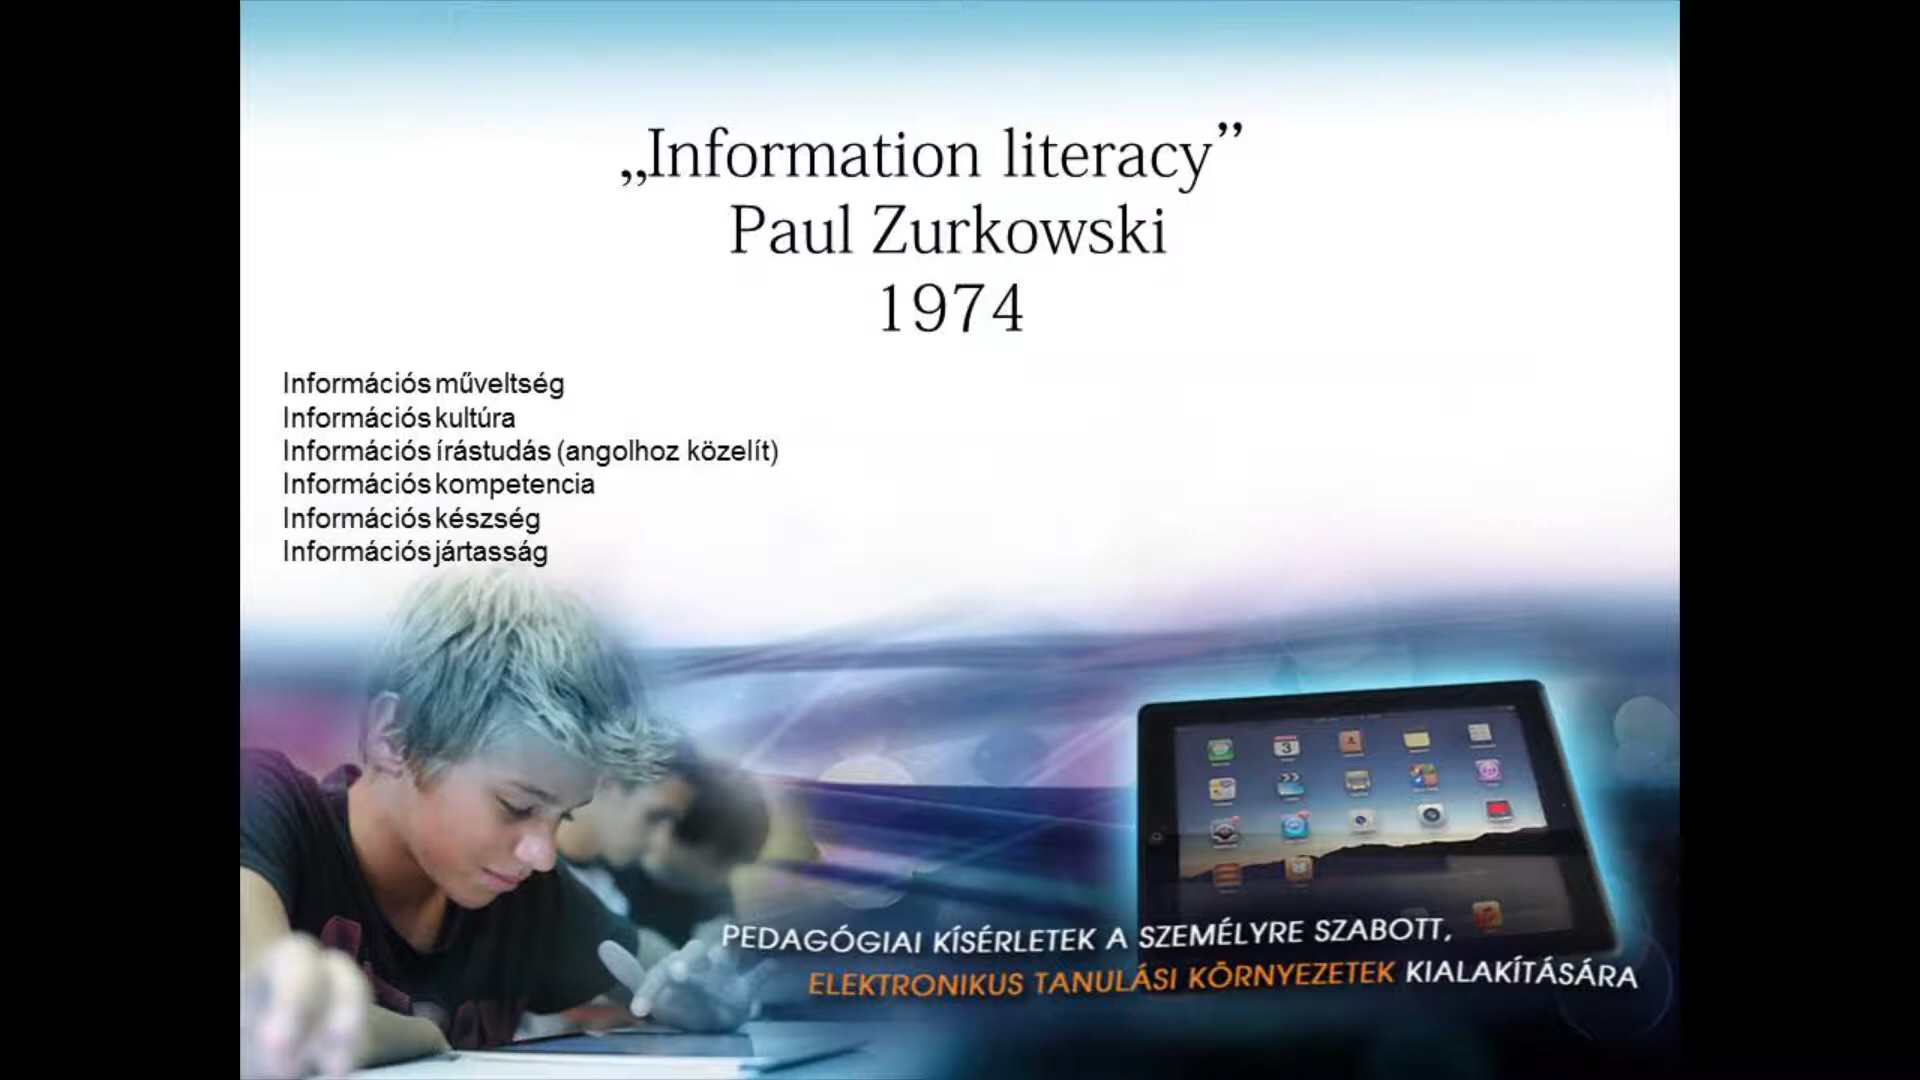 „Information literacy”
Paul Zurkowski
1974
Információs műveltség
Információs kultúra
Információs írástudás (angolhoz közelít)
Információs kompetencia
Információs készség
Információs jártasság
3
PEDAGÓGIAI KÍSÉRLETEK A SZEMÉLYRE SZABOTT,
ELEKTRONIKUS TANULÁSI KÖRNYEZETEK KIALAKÍTÁSÁRA